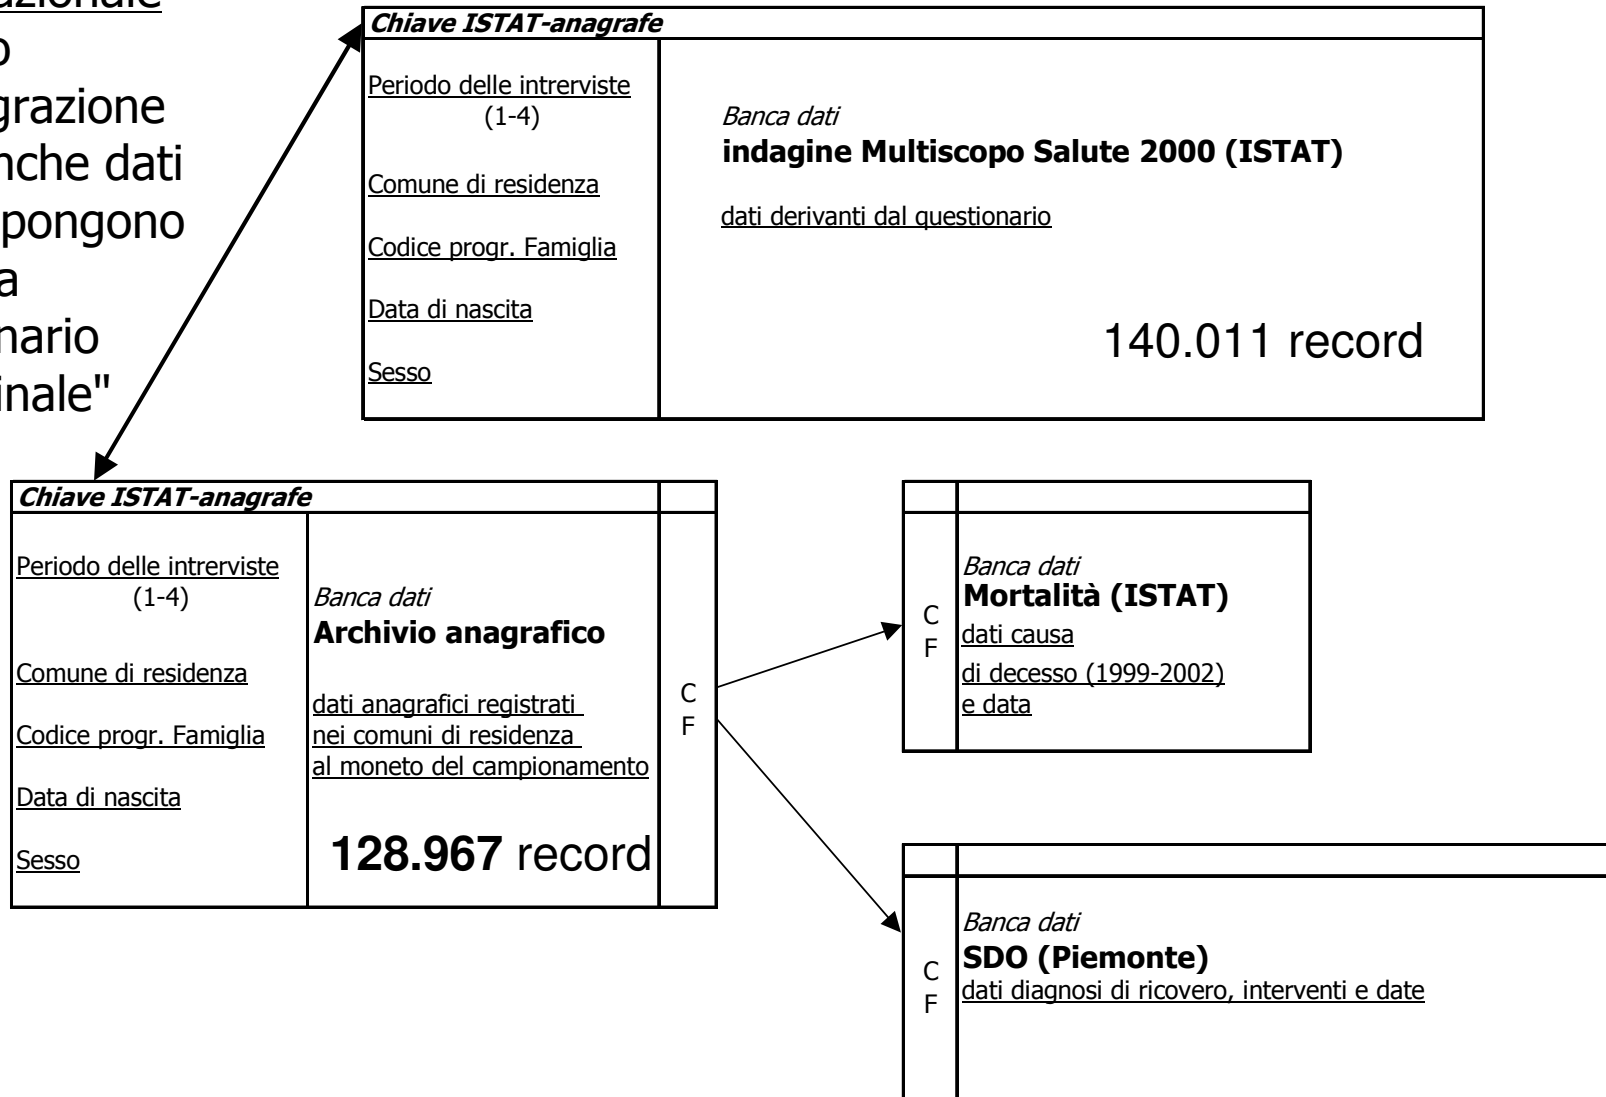 azionale
o
grazione
nche dati
pongono
a
nario
inale"
Chiave ISTAT-anagrafe
Periodo delle intrerviste
(1-4)
Comune di residenza
Codice progr. Famiglia
Data di nascita
Sesso
Banca dati
indagine Multiscopo Salute 2000 (ISTAT)
dati derivanti dal questionario
140.011 record
Chiave ISTAT-anagrafe
Periodo delle intrerviste
(1-4)
Comune di residenza
Codice progr. Famiglia
Data di nascita
Sesso
Banca dati
Archivio anagrafico
dati anagrafici registrati
nei comuni di residenza
al moneto del campionamento
128.967 record
C
F
C
F
Banca dati
Mortalità (ISTAT)
dati causa
di decesso (1999-2002)
e data
C
F
Banca dati
SDO (Piemonte)
dati diagnosi di ricovero, interventi e date